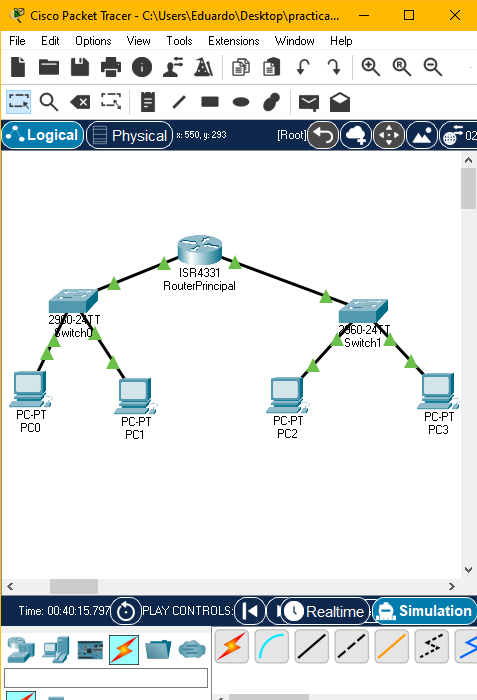 Cisco Packet Tracer - C:\Users\Eduardo\Desktop\practica...
File Edit Options View Tools Extensions Window Help
Logical Physical x: 550, y: 293 [Root] 02
ISR4331
RouterPrincipal
2960-24TT
Switch0
2960-24TT
Switch1
PC-PT
PC0
PC-PT
PC1
PC-PT
PC2
PC-PT
PC3
Time: 00:40:15.797 PLAY CONTROLS: Realtime Simulation